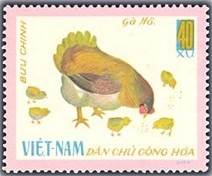 Gà Hồ.
40
XU
BƯU CHÍNH
VIỆT-NAM DÂN CHỦ CỘNG HÒA